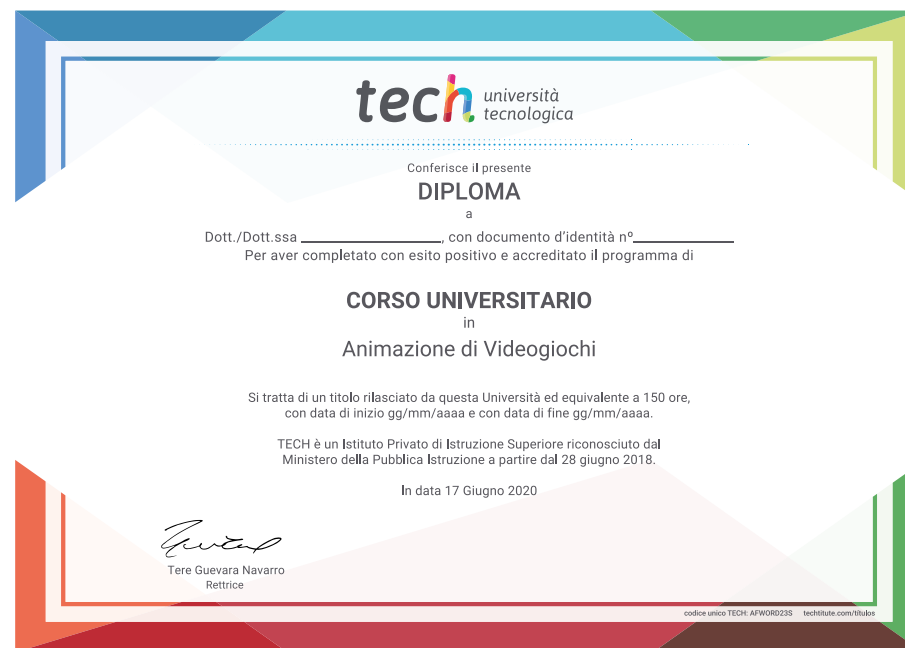 tech università
tecnologica
Conferisce il presente
DIPLOMA
a
Dott./Dott.ssa ____________________, con documento d'identità nº______________
Per aver completato con esito positivo e accreditato il programma di
CORSO UNIVERSITARIO
in
Animazione di Videogiochi
Si tratta di un titolo rilasciato da questa Università ed equivalente a 150 ore,
con data di inizio gg/mm/aaaa e con data di fine gg/mm/aaaa.
TECH è un Istituto Privato di Istruzione Superiore riconosciuto dal
Ministero della Pubblica Istruzione a partire dal 28 giugno 2018.
In data 17 Giugno 2020
Tere Guevara Navarro
Rettrice
codice unico TECH: AFWORD23S techtitute.com/títulos